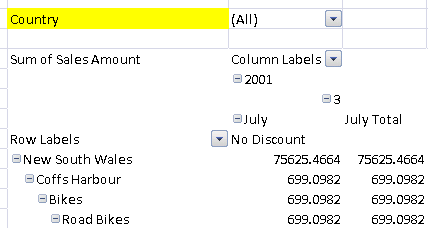 Country (All)
Sum of Sales Amount Column Labels
2001
3
July July Total
Row Labels No Discount
New South Wales 75625.4664 75625.4664
Coffs Harbour 699.0982 699.0982
Bikes 699.0982 699.0982
Road Bikes 699.0982 699.0982